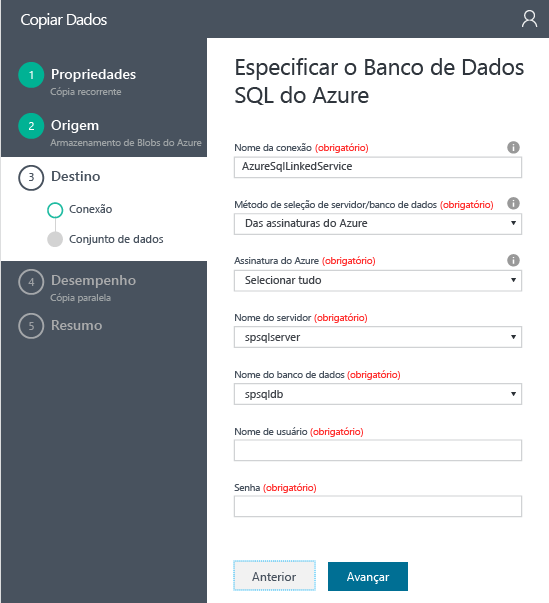 Copiar Dados
1 Propriedades
Cópia recorrente
2 Origem
Armazenamento de Blobs do Azure
3 Destino
Conexão
Conjunto de dados
4 Desempenho
Cópia paralela
5 Resumo
Especificar o Banco de Dados
SQL do Azure
Nome da conexão (obrigatório)
AzureSqlLinkedService
Método de seleção de servidor/banco de dados (obrigatório)
Das assinaturas do Azure
Assinatura do Azure (obrigatório)
Selecionar tudo
Nome do servidor (obrigatório)
spsqlserver
Nome do banco de dados (obrigatório)
spsqldb
Nome de usuário (obrigatório)
Senha (obrigatório)
Anterior Avançar